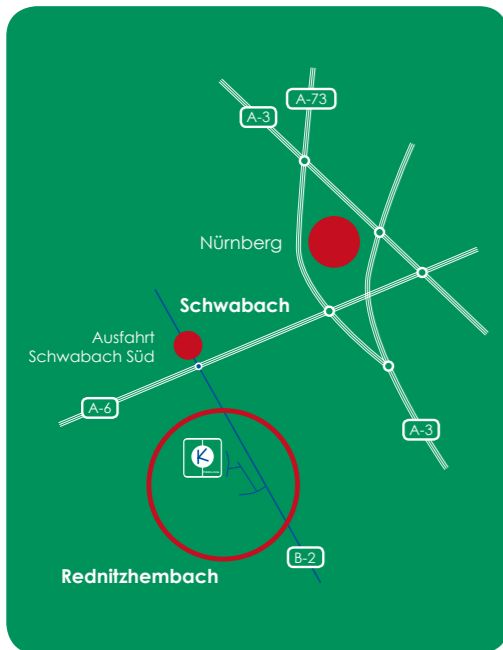 A-73
A-3
Nürnberg
Schwabach
Ausfahrt
Schwabach Süd
A-6
A-3
K
B-2
Rednitzhembach